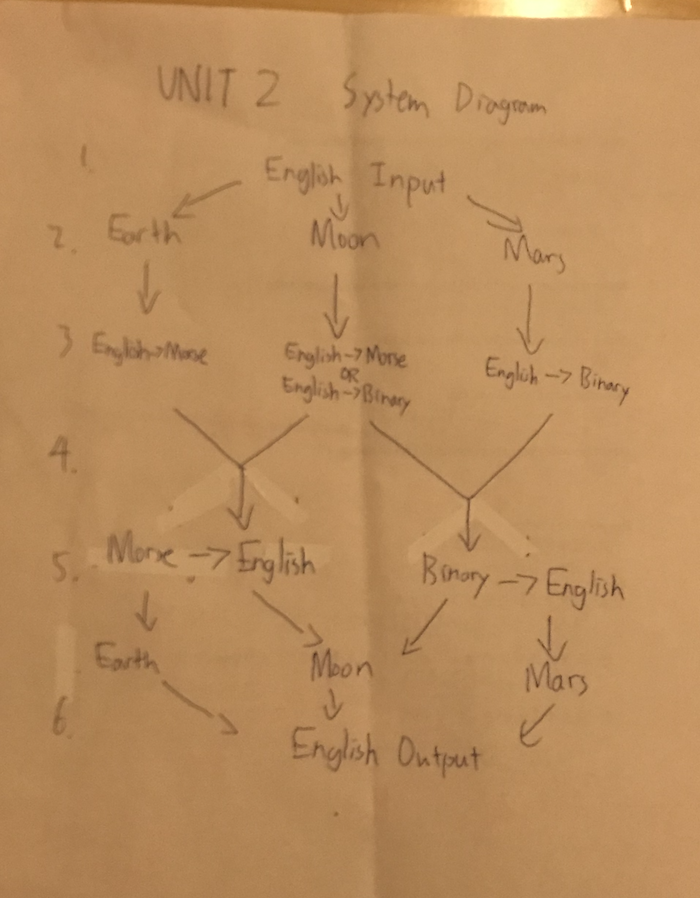 UNIT 2 System Diagram
1.
English Input
2. Earth Moon Mars
3 English->Morse English->Morse English -> Binary
OR
English->Binary
4.
5. Morse -> English Binary -> English
Earth Moon Mars
6.
English Output